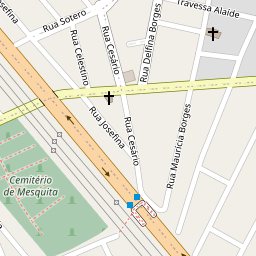 Travessa Alaíde
Rua Sotero
Josefina
Rua Celestino
Rua Cesário
Rua Delfina Borges
Rua Josefina
Rua Cesário
Rua Maurícia Borges
Cemitério
de Mesquita